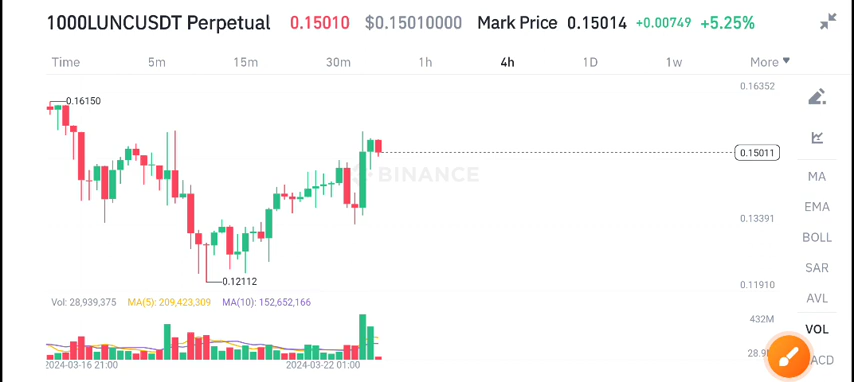 1000LUNCUSDT Perpetual 0.15010 $0.15010000 Mark Price 0.15014 +0.00749 +5.25%
Time 5m 15m 30m 1h 4h 1D 1w More
0.16352
0.16150
0.15011
BINANCE
MA
EMA
0.13391
BOLL
SAR
0.12112
0.11910
AVL
Vol: 28,939,375 MA(5): 209,423,309 MA(10): 152,652,166
432M
VOL
28.9
ACD
2024-03-16 21:00 2024-03-22 01:00